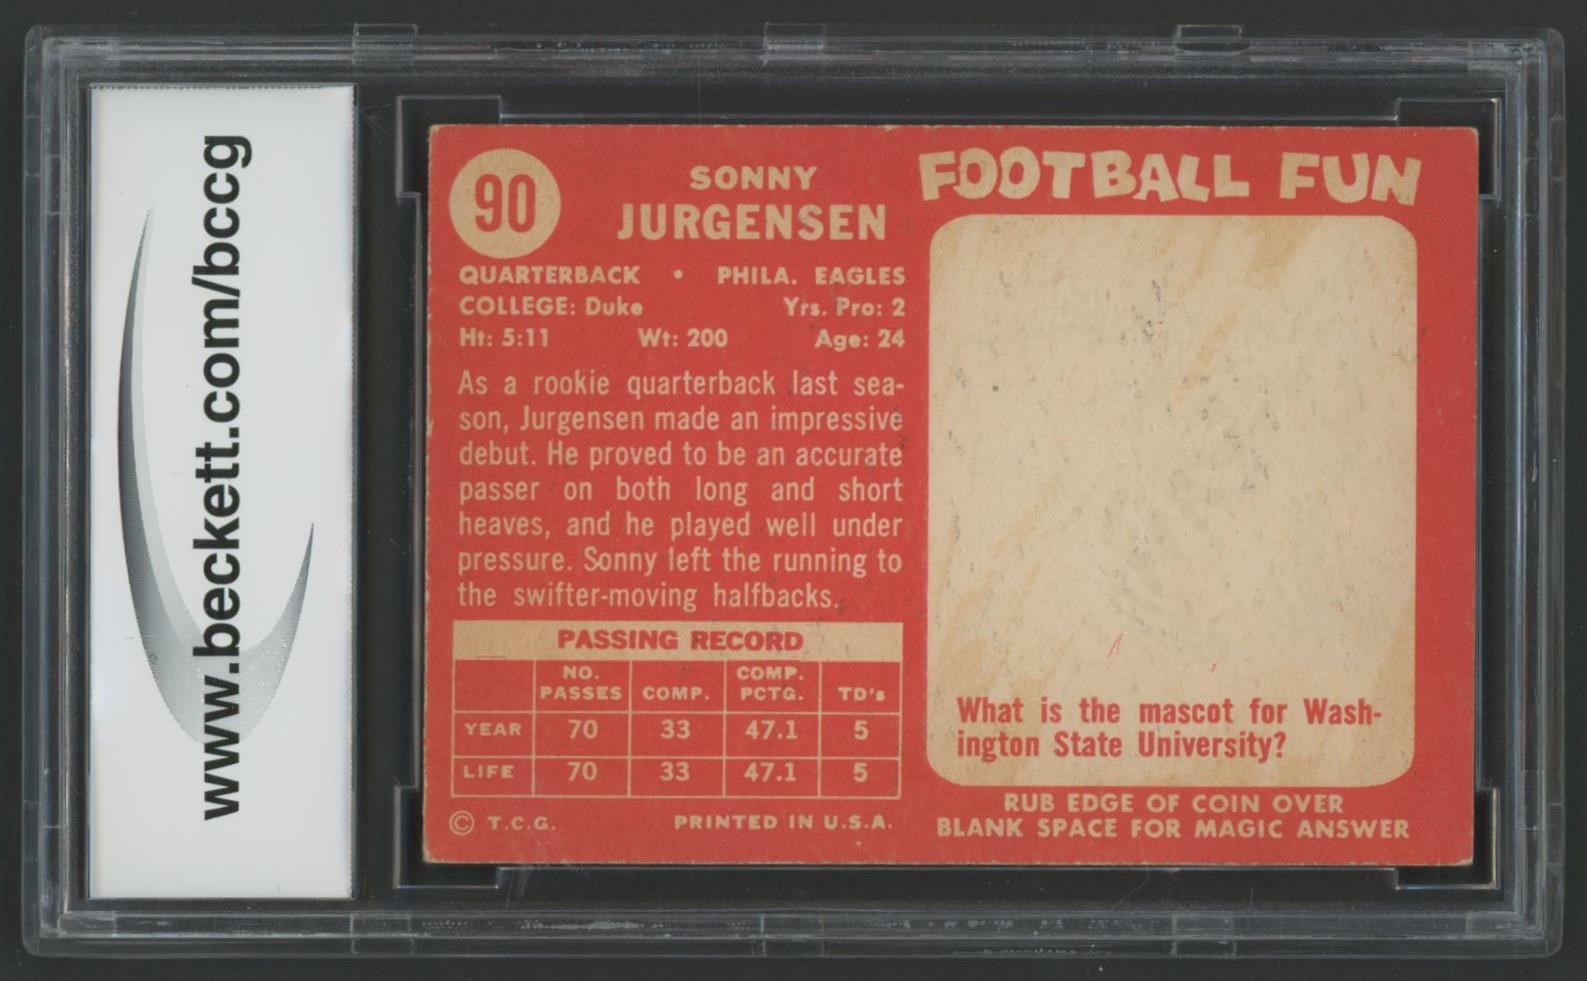 www.beckett.com/bccg
90
SONNY
JURGENSEN
QUARTERBACK • PHILA. EAGLES
COLLEGE: Duke Yrs. Pro: 2
Ht: 5:11 Wt: 200 Age: 24
As a rookie quarterback last sea-
son, Jurgensen made an impressive
debut. He proved to be an accurate
passer on both long and short
heaves, and he played well under
pressure. Sonny left the running to
the swifter-moving halfbacks.
PASSING RECORD
NO. PASSES COMP. COMP. PCTG. TD's
YEAR 70 33 47.1 5
LIFE 70 33 47.1 5
© T.C.G. PRINTED IN U.S.A.
FOOTBALL FUN
What is the mascot for Wash-
ington State University?
RUB EDGE OF COIN OVER
BLANK SPACE FOR MAGIC ANSWER